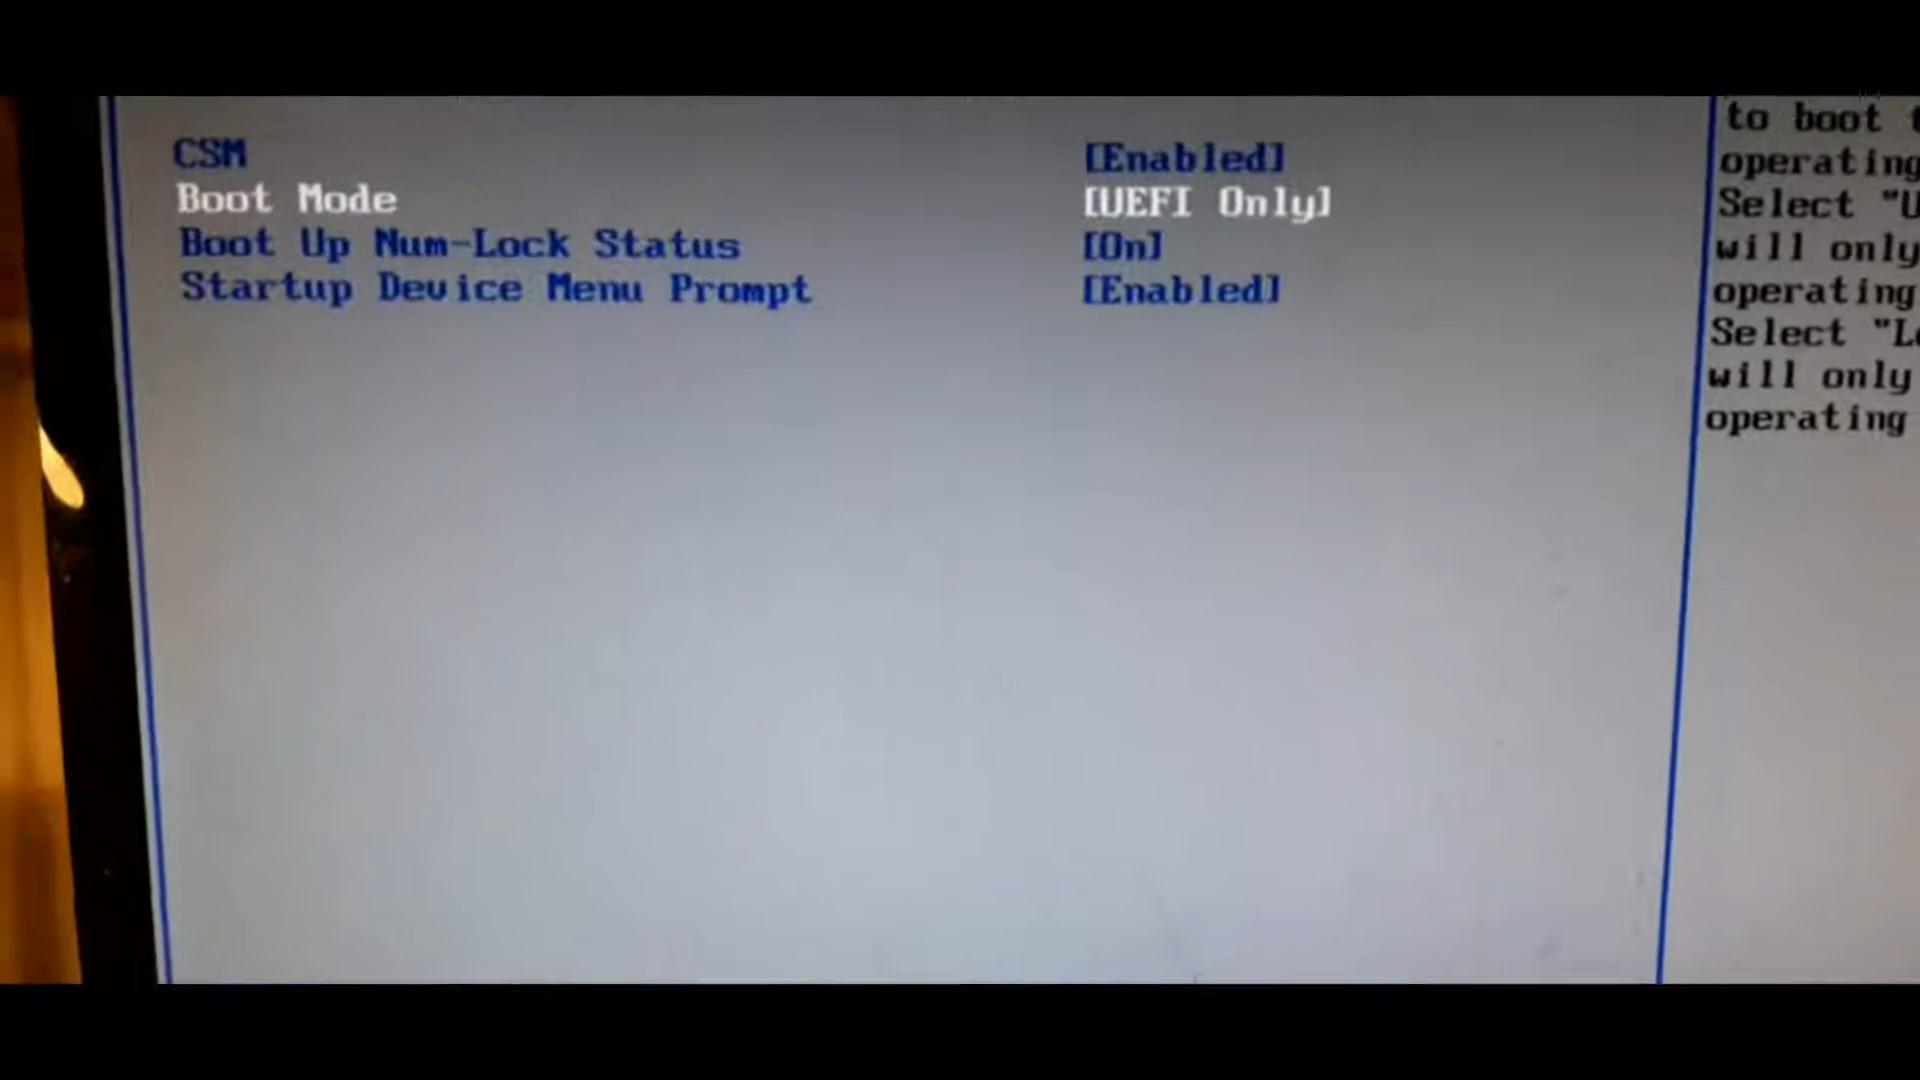 CSM [Enabled]
Boot Mode [UEFI Only]
Boot Up Num-Lock Status [On]
Startup Device Menu Prompt [Enabled]
to boot
operating
Select "U
will only
operating
Select "L
will only
operating